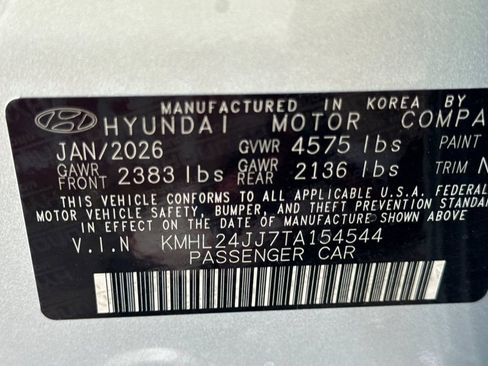 MANUFACTURED IN KOREA BY
HYUNDAI MOTOR COMPA
JAN/2026 GVWR 4575 lbs PAINT
GAWR FRONT 2383 lbs GAWR REAR 2136 lbs TRIM N
THIS VEHICLE CONFORMS TO ALL APPLICABLE U.S.A. FEDERAL
MOTOR VEHICLE SAFETY, BUMPER, AND THEFT PREVENTION STANDA
ON THE DATE OF MANUFACTURE SHOWN ABOVE
V.I.N KMHL24JJ7TA154544
PASSENGER CAR